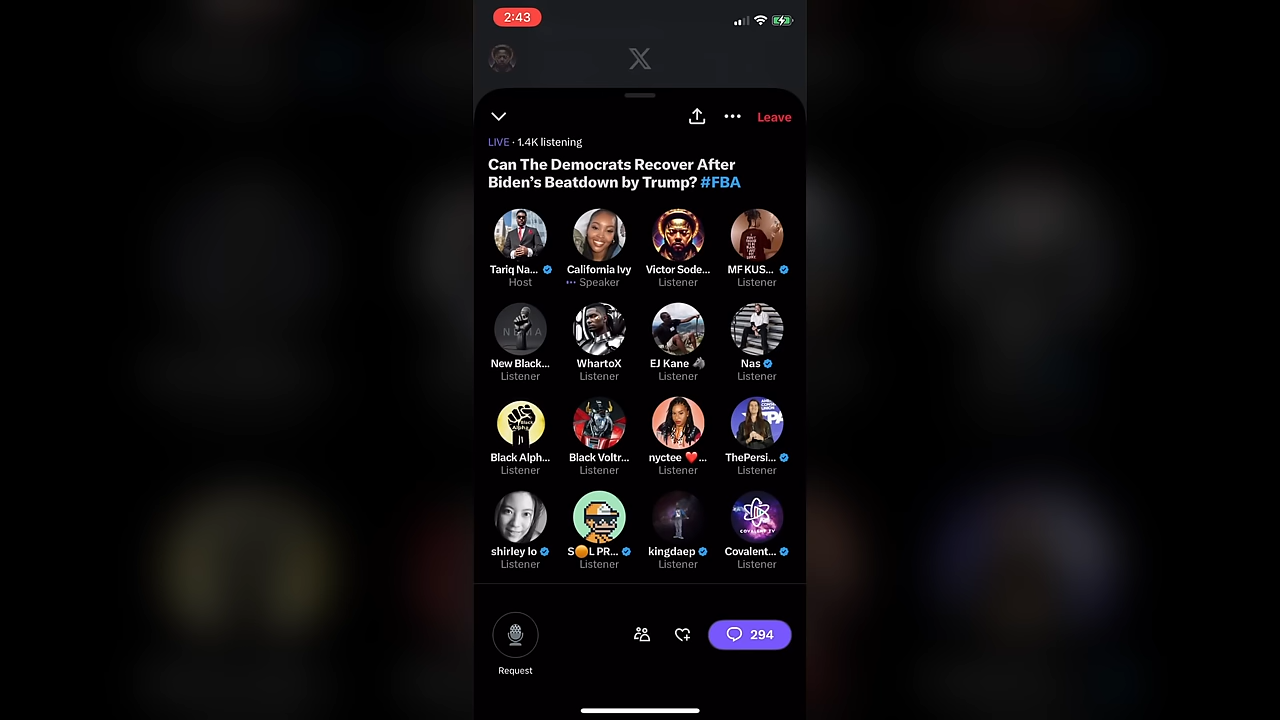 2:43
Leave
LIVE · 1.4K listening
Can The Democrats Recover After
Biden's Beatdown by Trump? #FBA
Tariq Na... California Ivy Victor Sode... MF KUS...
Host ••• Speaker Listener Listener
New Black... WhartoX EJ Kane Nas
Listener Listener Listener Listener
Black Alph... Black Voltr... nyctee ❤️... ThePersi...
Listener Listener Listener Listener
COVALENT TV
shirley lo S🟠L PR... kingdaep Covalent...
Listener Listener Listener Listener
294
Request